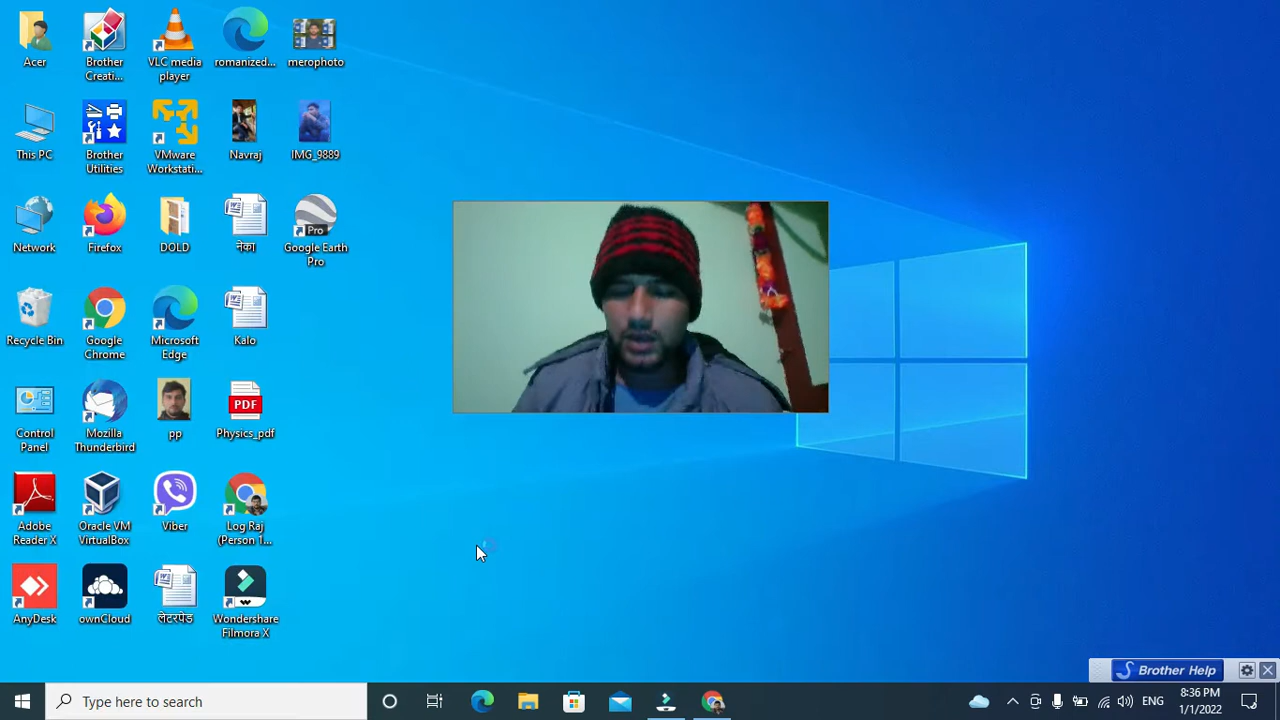 Acer
Brother Creati...
VLC media player
romanized...
merophoto
This PC
Brother Utilities
VMware Workstati...
Navraj
IMG_9889
Network
Firefox
DOLD
नेका
Pro
Google Earth Pro
Recycle Bin
Google Chrome
Microsoft Edge
Kalo
Control Panel
Mozilla Thunderbird
pp
PDF
Physics_pdf
Adobe Reader X
Oracle VM VirtualBox
Viber
Log Raj (Person 1...
AnyDesk
ownCloud
लेटरपेड
Wondershare Filmora X
Brother Help
Type here to search
ENG
8:36 PM
1/1/2022